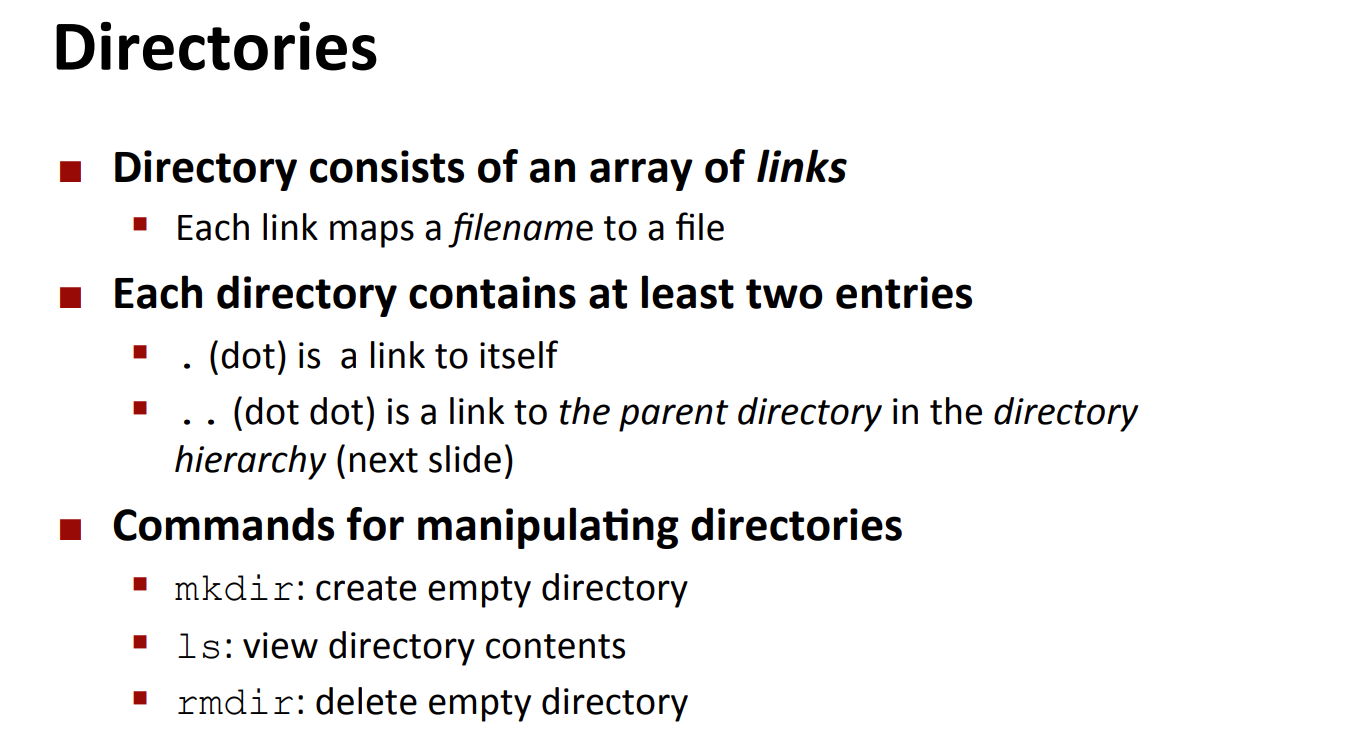 Directories
Directory consists of an array of links
Each link maps a filename to a file
Each directory contains at least two entries
. (dot) is a link to itself
.. (dot dot) is a link to the parent directory in the directory
hierarchy (next slide)
Commands for manipulating directories
mkdir: create empty directory
ls: view directory contents
rmdir: delete empty directory